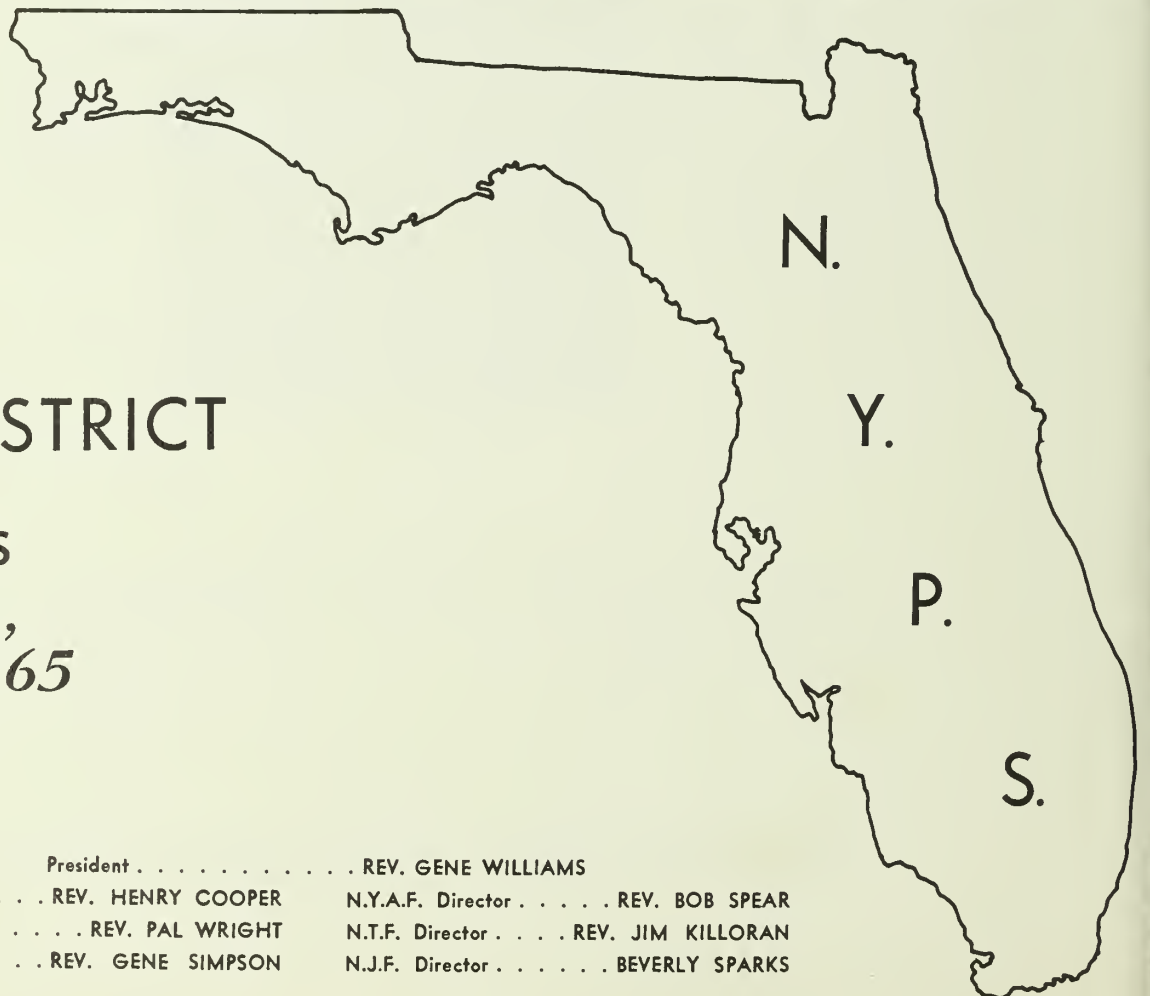 N.
Y.
STRICT
S
P.
'65
S.
President . . . . . . . . . . . REV. GENE WILLIAMS
. . . REV. HENRY COOPER N.Y.A.F. Director . . . . . REV. BOB SPEAR
. . . . . REV. PAL WRIGHT N.T.F. Director . . . . REV. JIM KILLORAN
. . . REV. GENE SIMPSON N.J.F. Director . . . . . . BEVERLY SPARKS